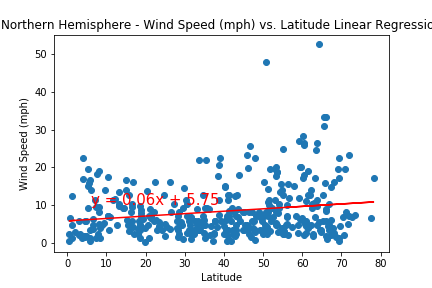 Northern Hemisphere - Wind Speed (mph) vs. Latitude Linear Regressio
50
40
30
20
10
0
Wind Speed (mph)
y = 0.06x + 5.75
0 10 20 30 40 50 60 70 80
Latitude